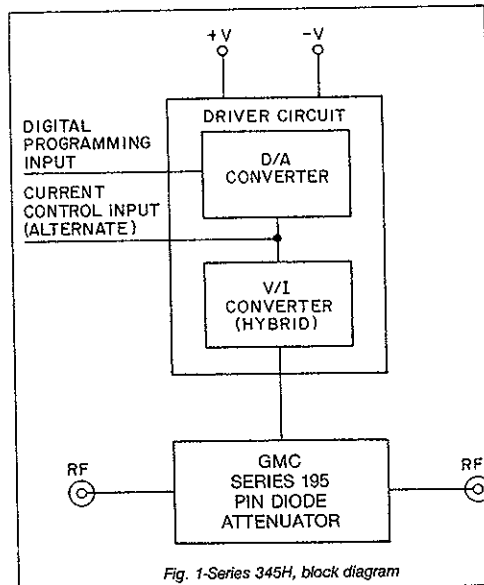 +V
-V
DRIVER CIRCUIT
DIGITAL
PROGRAMMING
INPUT
D/A
CONVERTER
CURRENT
CONTROL INPUT
(ALTERNATE)
V/I
CONVERTER
(HYBRID)
RF
GMC
SERIES 195
PIN DIODE
ATTENUATOR
RF
Fig. 1-Series 345H, block diagram